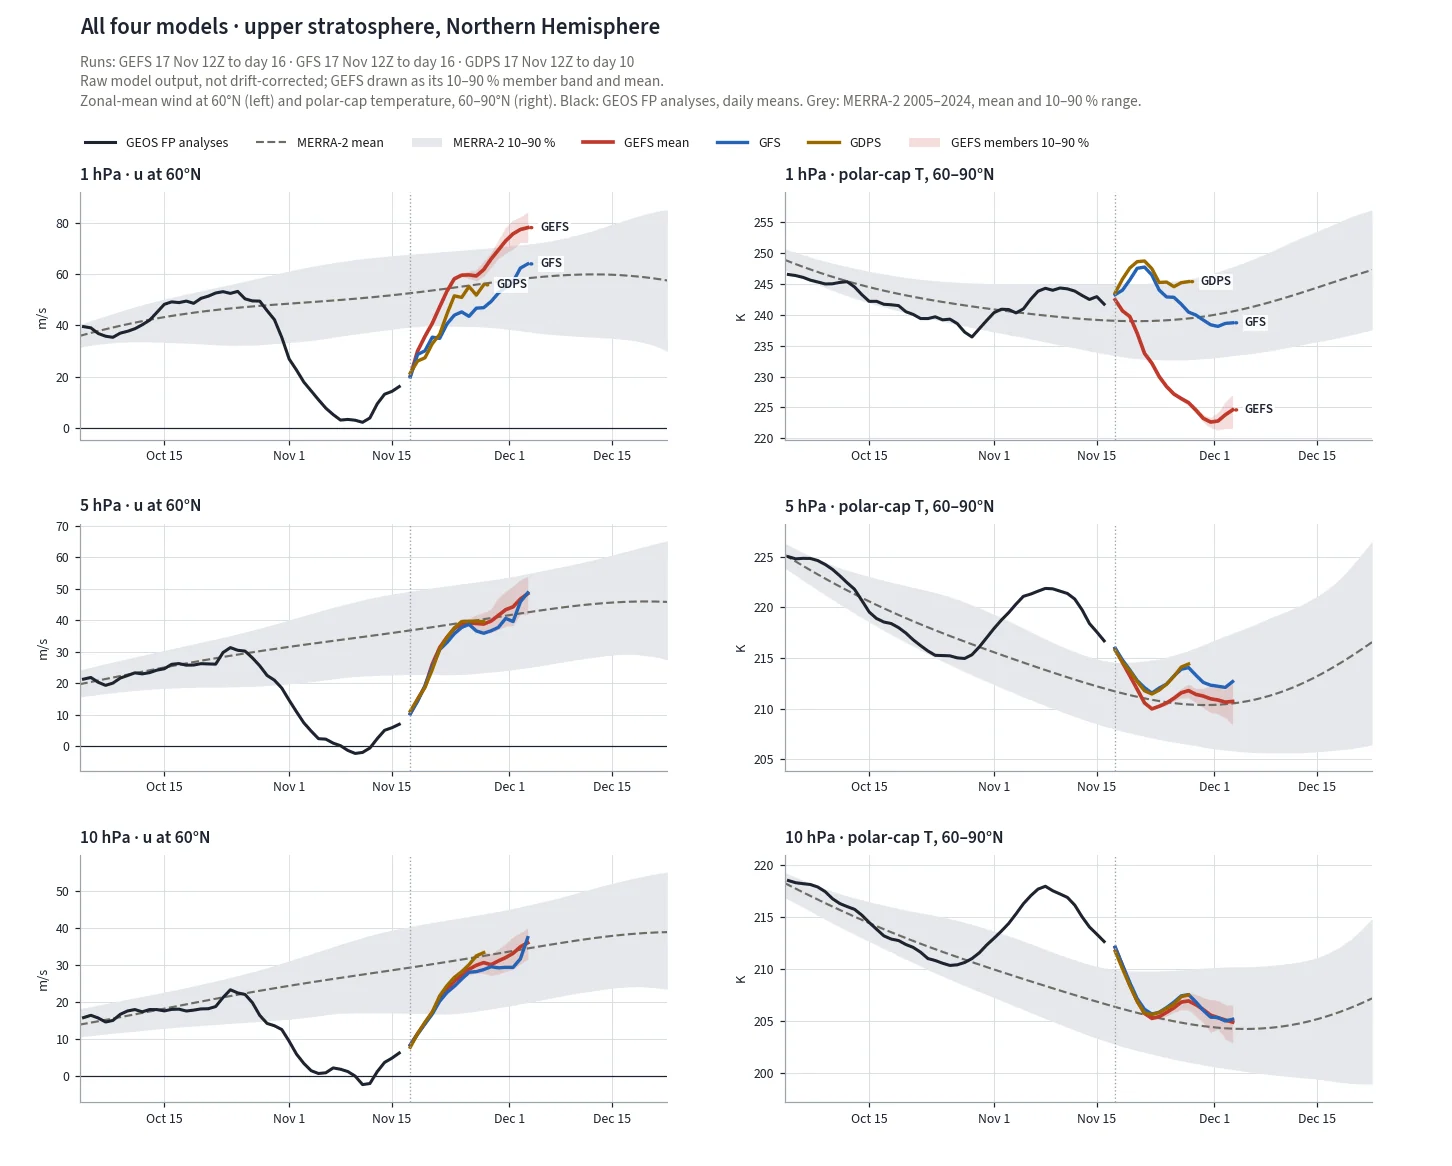 All four models · upper stratosphere, Northern Hemisphere
Runs: GEFS 17 Nov 12Z to day 16 · GFS 17 Nov 12Z to day 16 · GDPS 17 Nov 12Z to day 10
Raw model output, not drift-corrected; GEFS drawn as its 10–90 % member band and mean.
Zonal-mean wind at 60°N (left) and polar-cap temperature, 60–90°N (right). Black: GEOS FP analyses, daily means. Grey: MERRA-2 2005–2024, mean and 10–90 % range.
GEOS FP analyses MERRA-2 mean MERRA-2 10–90 % GEFS mean GFS GDPS GEFS members 10–90 %
1 hPa · u at 60°N
80
60
40
20
0
m/s
GEFS
GFS
GDPS
Oct 15 Nov 1 Nov 15 Dec 1 Dec 15
1 hPa · polar-cap T, 60–90°N
255
250
245
240
235
230
225
220
K
GDPS
GFS
GEFS
Oct 15 Nov 1 Nov 15 Dec 1 Dec 15
5 hPa · u at 60°N
70
60
50
40
30
20
10
0
m/s
Oct 15 Nov 1 Nov 15 Dec 1 Dec 15
5 hPa · polar-cap T, 60–90°N
225
220
215
210
205
K
Oct 15 Nov 1 Nov 15 Dec 1 Dec 15
10 hPa · u at 60°N
50
40
30
20
10
0
m/s
Oct 15 Nov 1 Nov 15 Dec 1 Dec 15
10 hPa · polar-cap T, 60–90°N
220
215
210
205
200
K
Oct 15 Nov 1 Nov 15 Dec 1 Dec 15